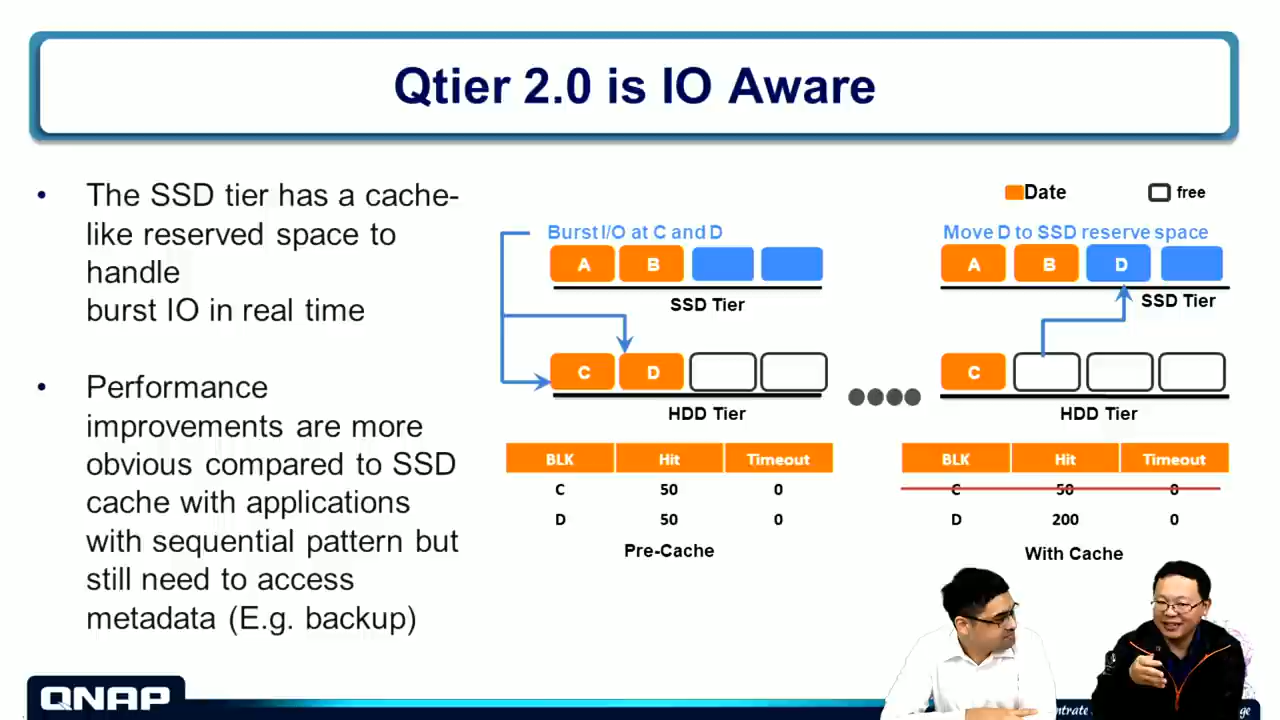 Qtier 2.0 is IO Aware
• The SSD tier has a cache-
like reserved space to
handle
burst IO in real time
• Performance
improvements are more
obvious compared to SSD
cache with applications
with sequential pattern but
still need to access
metadata (E.g. backup)
Date free
Burst I/O at C and D
A B
SSD Tier
C D
HDD Tier
BLK Hit Timeout
C 50 0
D 50 0
Pre-Cache
Move D to SSD reserve space
A B D
SSD Tier
C
HDD Tier
BLK Hit Timeout
C 50 0
D 200 0
With Cache
QNAP